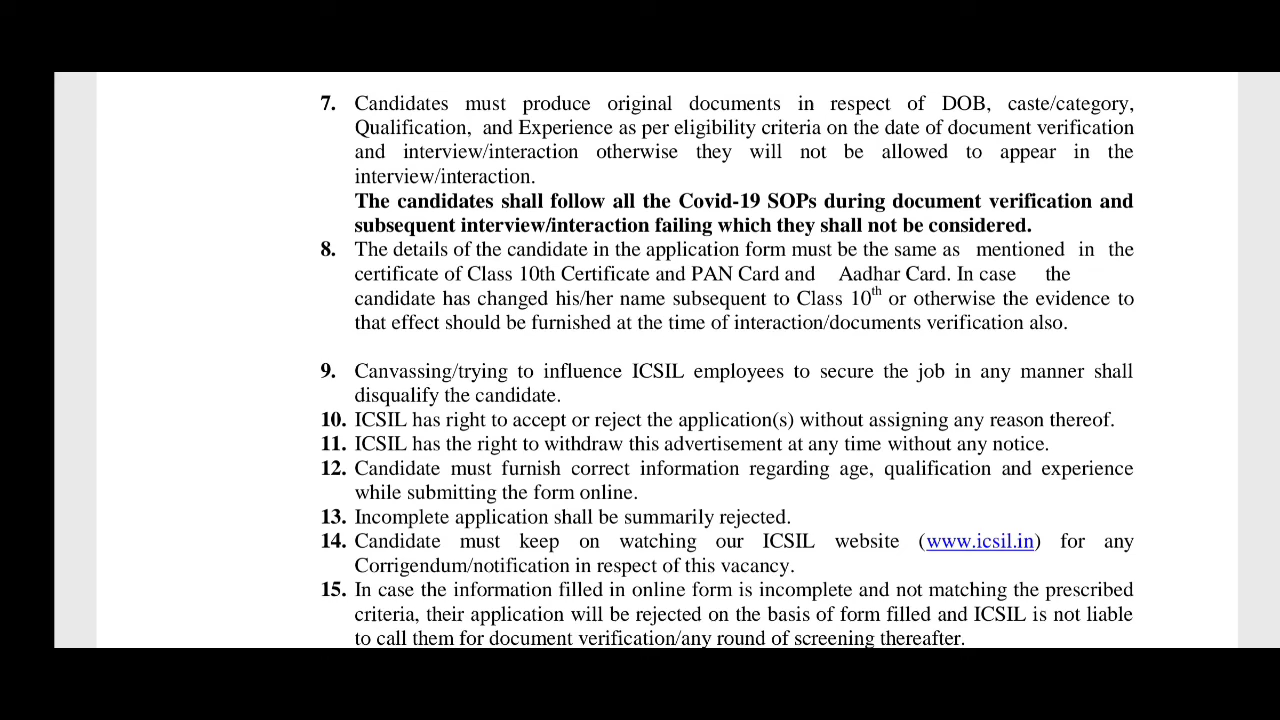 7. Candidates must produce original documents in respect of DOB, caste/category,
Qualification, and Experience as per eligibility criteria on the date of document verification
and interview/interaction otherwise they will not be allowed to appear in the
interview/interaction.
The candidates shall follow all the Covid-19 SOPs during document verification and
subsequent interview/interaction failing which they shall not be considered.
8. The details of the candidate in the application form must be the same as mentioned in the
certificate of Class 10th Certificate and PAN Card and Aadhar Card. In case the
candidate has changed his/her name subsequent to Class 10th or otherwise the evidence to
that effect should be furnished at the time of interaction/documents verification also.
9. Canvassing/trying to influence ICSIL employees to secure the job in any manner shall
disqualify the candidate.
10. ICSIL has right to accept or reject the application(s) without assigning any reason thereof.
11. ICSIL has the right to withdraw this advertisement at any time without any notice.
12. Candidate must furnish correct information regarding age, qualification and experience
while submitting the form online.
13. Incomplete application shall be summarily rejected.
14. Candidate must keep on watching our ICSIL website (www.icsil.in) for any
Corrigendum/notification in respect of this vacancy.
15. In case the information filled in online form is incomplete and not matching the prescribed
criteria, their application will be rejected on the basis of form filled and ICSIL is not liable
to call them for document verification/any round of screening thereafter.